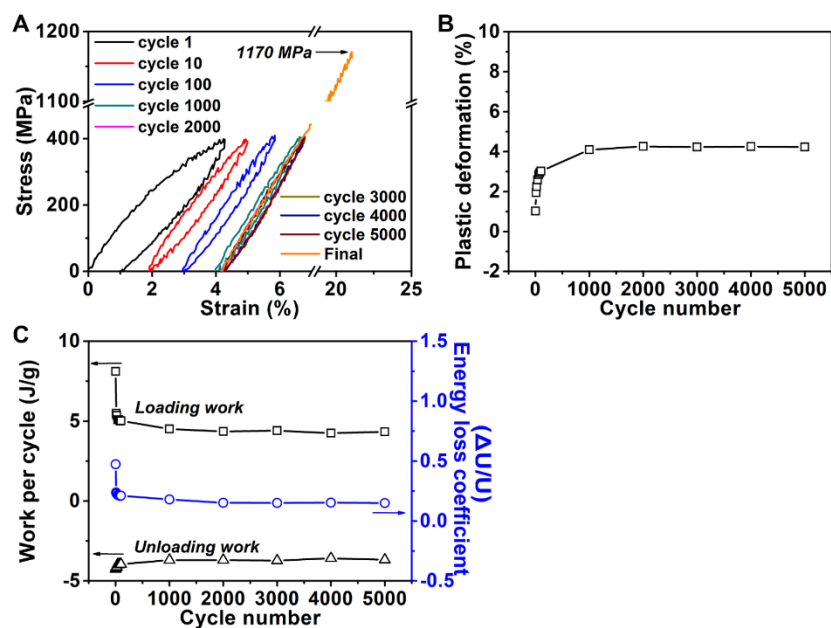 A
1200
1100
400
200
0
Stress (MPa)
cycle 1
cycle 10
cycle 100
cycle 1000
cycle 2000
1170 MPa
cycle 3000
cycle 4000
cycle 5000
Final
0 2 4 6 20 25
Strain (%)
B
10
8
6
4
2
0
-2
Plastic deformation (%)
0 1000 2000 3000 4000 5000
Cycle number
C
10
5
0
-5
Work per cycle (J/g)
Loading work
Unloading work
1.5
1.0
0.5
0.0
-0.5
Energy loss coefficient
(ΔU/U)
0 1000 2000 3000 4000 5000
Cycle number